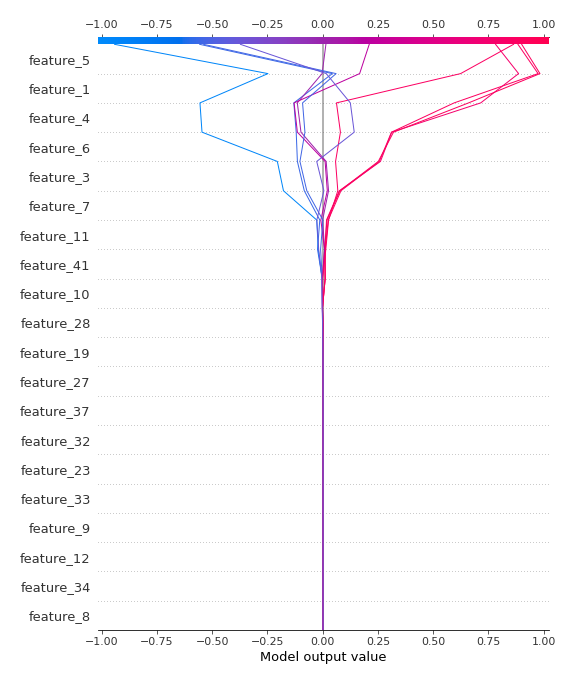 −1.00 −0.75 −0.50 −0.25 0.00 0.25 0.50 0.75 1.00
feature_5
feature_1
feature_4
feature_6
feature_3
feature_7
feature_11
feature_41
feature_10
feature_28
feature_19
feature_27
feature_37
feature_32
feature_23
feature_33
feature_9
feature_12
feature_34
feature_8
−1.00 −0.75 −0.50 −0.25 0.00 0.25 0.50 0.75 1.00
Model output value